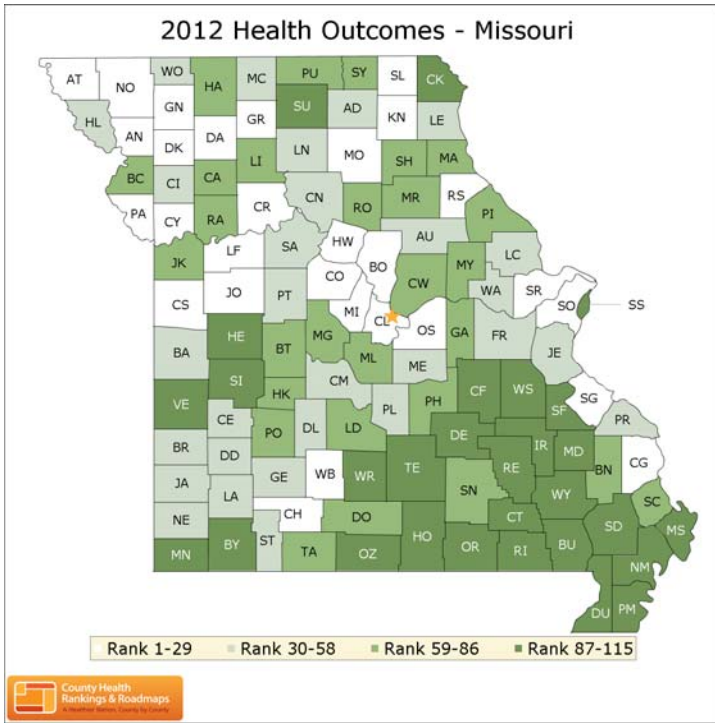 2012 Health Outcomes - Missouri
AT
NO
WO
HA
MC
PU
SY
SL
CK
HL
GN
GR
SU
AD
KN
LE
AN
DA
DK
LI
LN
MO
SH
MA
BC
CI
CA
CN
RS
PA
CY
RA
CR
RO
MR
PI
JK
LF
SA
HW
BO
AU
LC
CO
CW
MY
WA
SR
CS
JO
PT
MI
CL
OS
GA
FR
SO
SS
HE
MG
ML
ME
JE
BA
BT
SI
HK
CM
CF
WS
SG
VE
CE
PL
PH
SF
PR
PO
DL
LD
DE
IR
MD
BR
DD
TE
RE
BN
CG
JA
GE
WB
WR
SN
WY
LA
SC
NE
CH
DO
CT
SD
MS
MN
BY
ST
TA
OZ
HO
OR
RI
BU
NM
DU
PM
Rank 1-29 Rank 30-58 Rank 59-86 Rank 87-115
County Health
Rankings & Roadmaps
A Healthier Nation, County by County